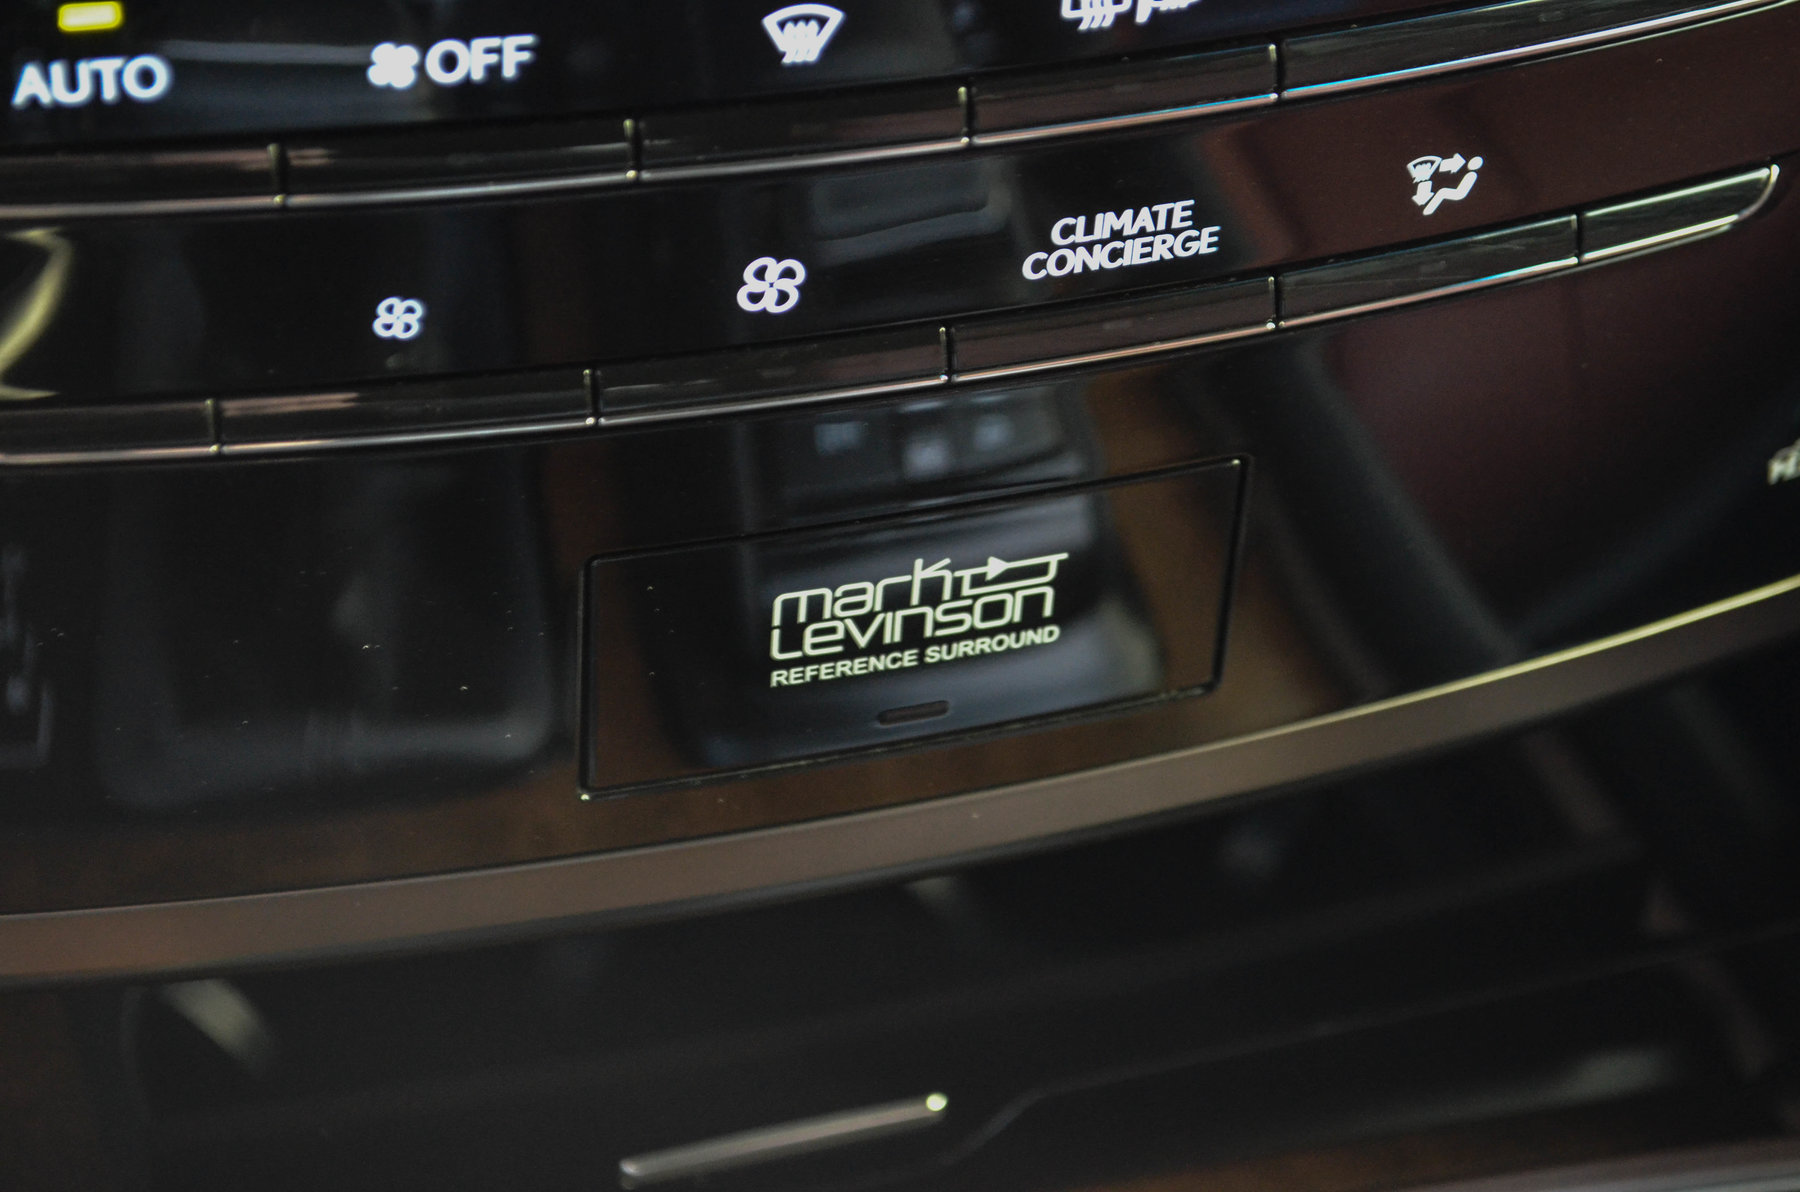 AUTO
OFF
CLIMATE
CONCIERGE
mark
Levinson
REFERENCE SURROUND